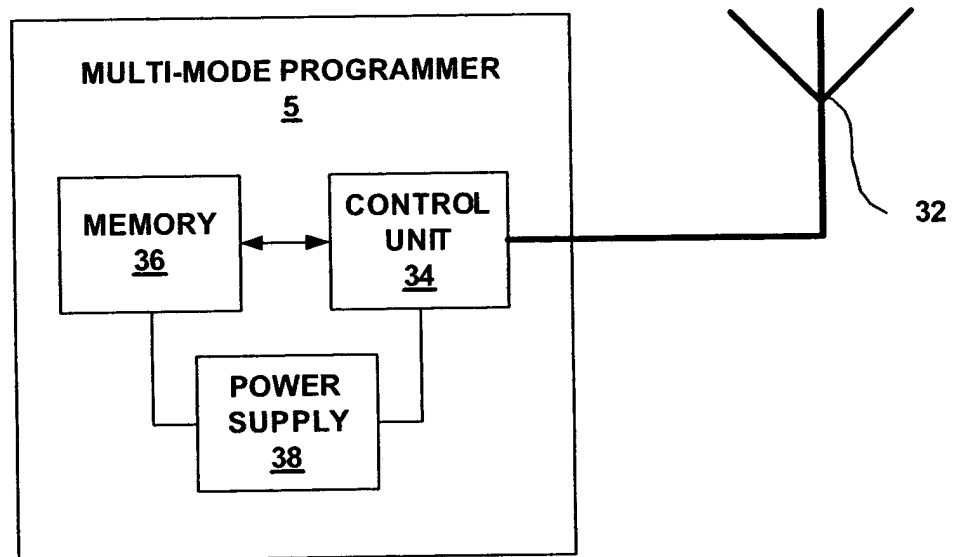 MULTI-MODE PROGRAMMER
5
MEMORY
36
CONTROL
UNIT
34
32
POWER
SUPPLY
38